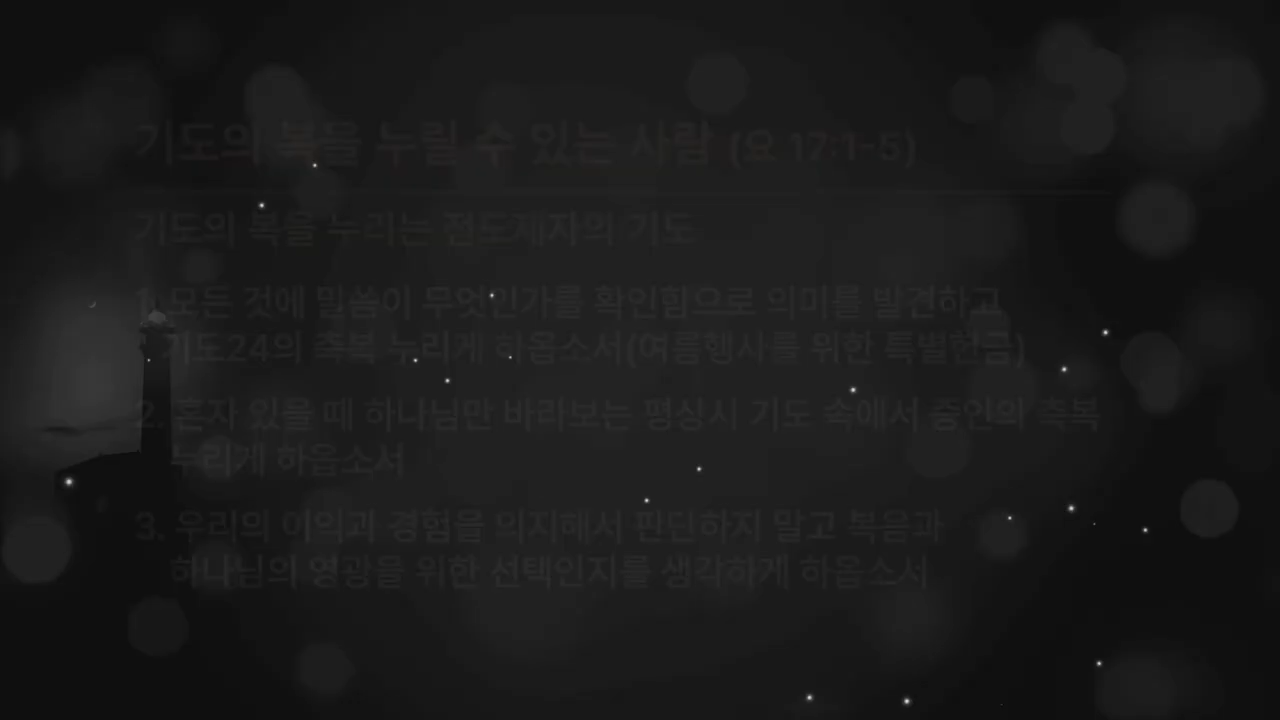 기도의 복을 누릴 수 있는 사람 (요 17:1-5)
기도의 복을 누리는 전도제자의 기도
1. 모든 것에 말씀이 무엇인가를 확인함으로 의미를 발견하고
기도24의 축복 누리게 하옵소서(여름행사를 위한 특별헌금)
2. 혼자 있을 때 하나님만 바라보는 평상시 기도 속에서 증인의 축복
누리게 하옵소서
3. 우리의 이익과 경험을 의지해서 판단하지 말고 복음과
하나님의 영광을 위한 선택인지를 생각하게 하옵소서